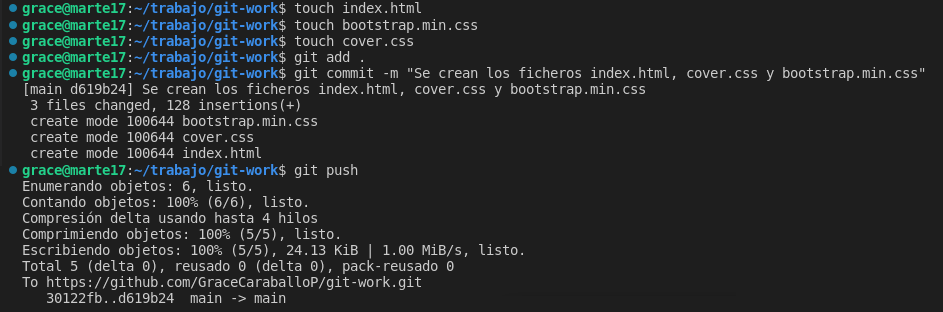 grace@marte17:~/trabajo/git-work$ touch index.html
grace@marte17:~/trabajo/git-work$ touch bootstrap.min.css
grace@marte17:~/trabajo/git-work$ touch cover.css
grace@marte17:~/trabajo/git-work$ git add .
grace@marte17:~/trabajo/git-work$ git commit -m "Se crean los ficheros index.html, cover.css y bootstrap.min.css"
[main d619b24] Se crean los ficheros index.html, cover.css y bootstrap.min.css
 3 files changed, 128 insertions(+)
 create mode 100644 bootstrap.min.css
 create mode 100644 cover.css
 create mode 100644 index.html
grace@marte17:~/trabajo/git-work$ git push
Enumerando objetos: 6, listo.
Contando objetos: 100% (6/6), listo.
Compresión delta usando hasta 4 hilos
Comprimiendo objetos: 100% (5/5), listo.
Escribiendo objetos: 100% (5/5), 24.13 KiB | 1.00 MiB/s, listo.
Total 5 (delta 0), reusado 0 (delta 0), pack-reusado 0
To https://github.com/GraceCaraballoP/git-work.git
   30122fb..d619b24  main -> main